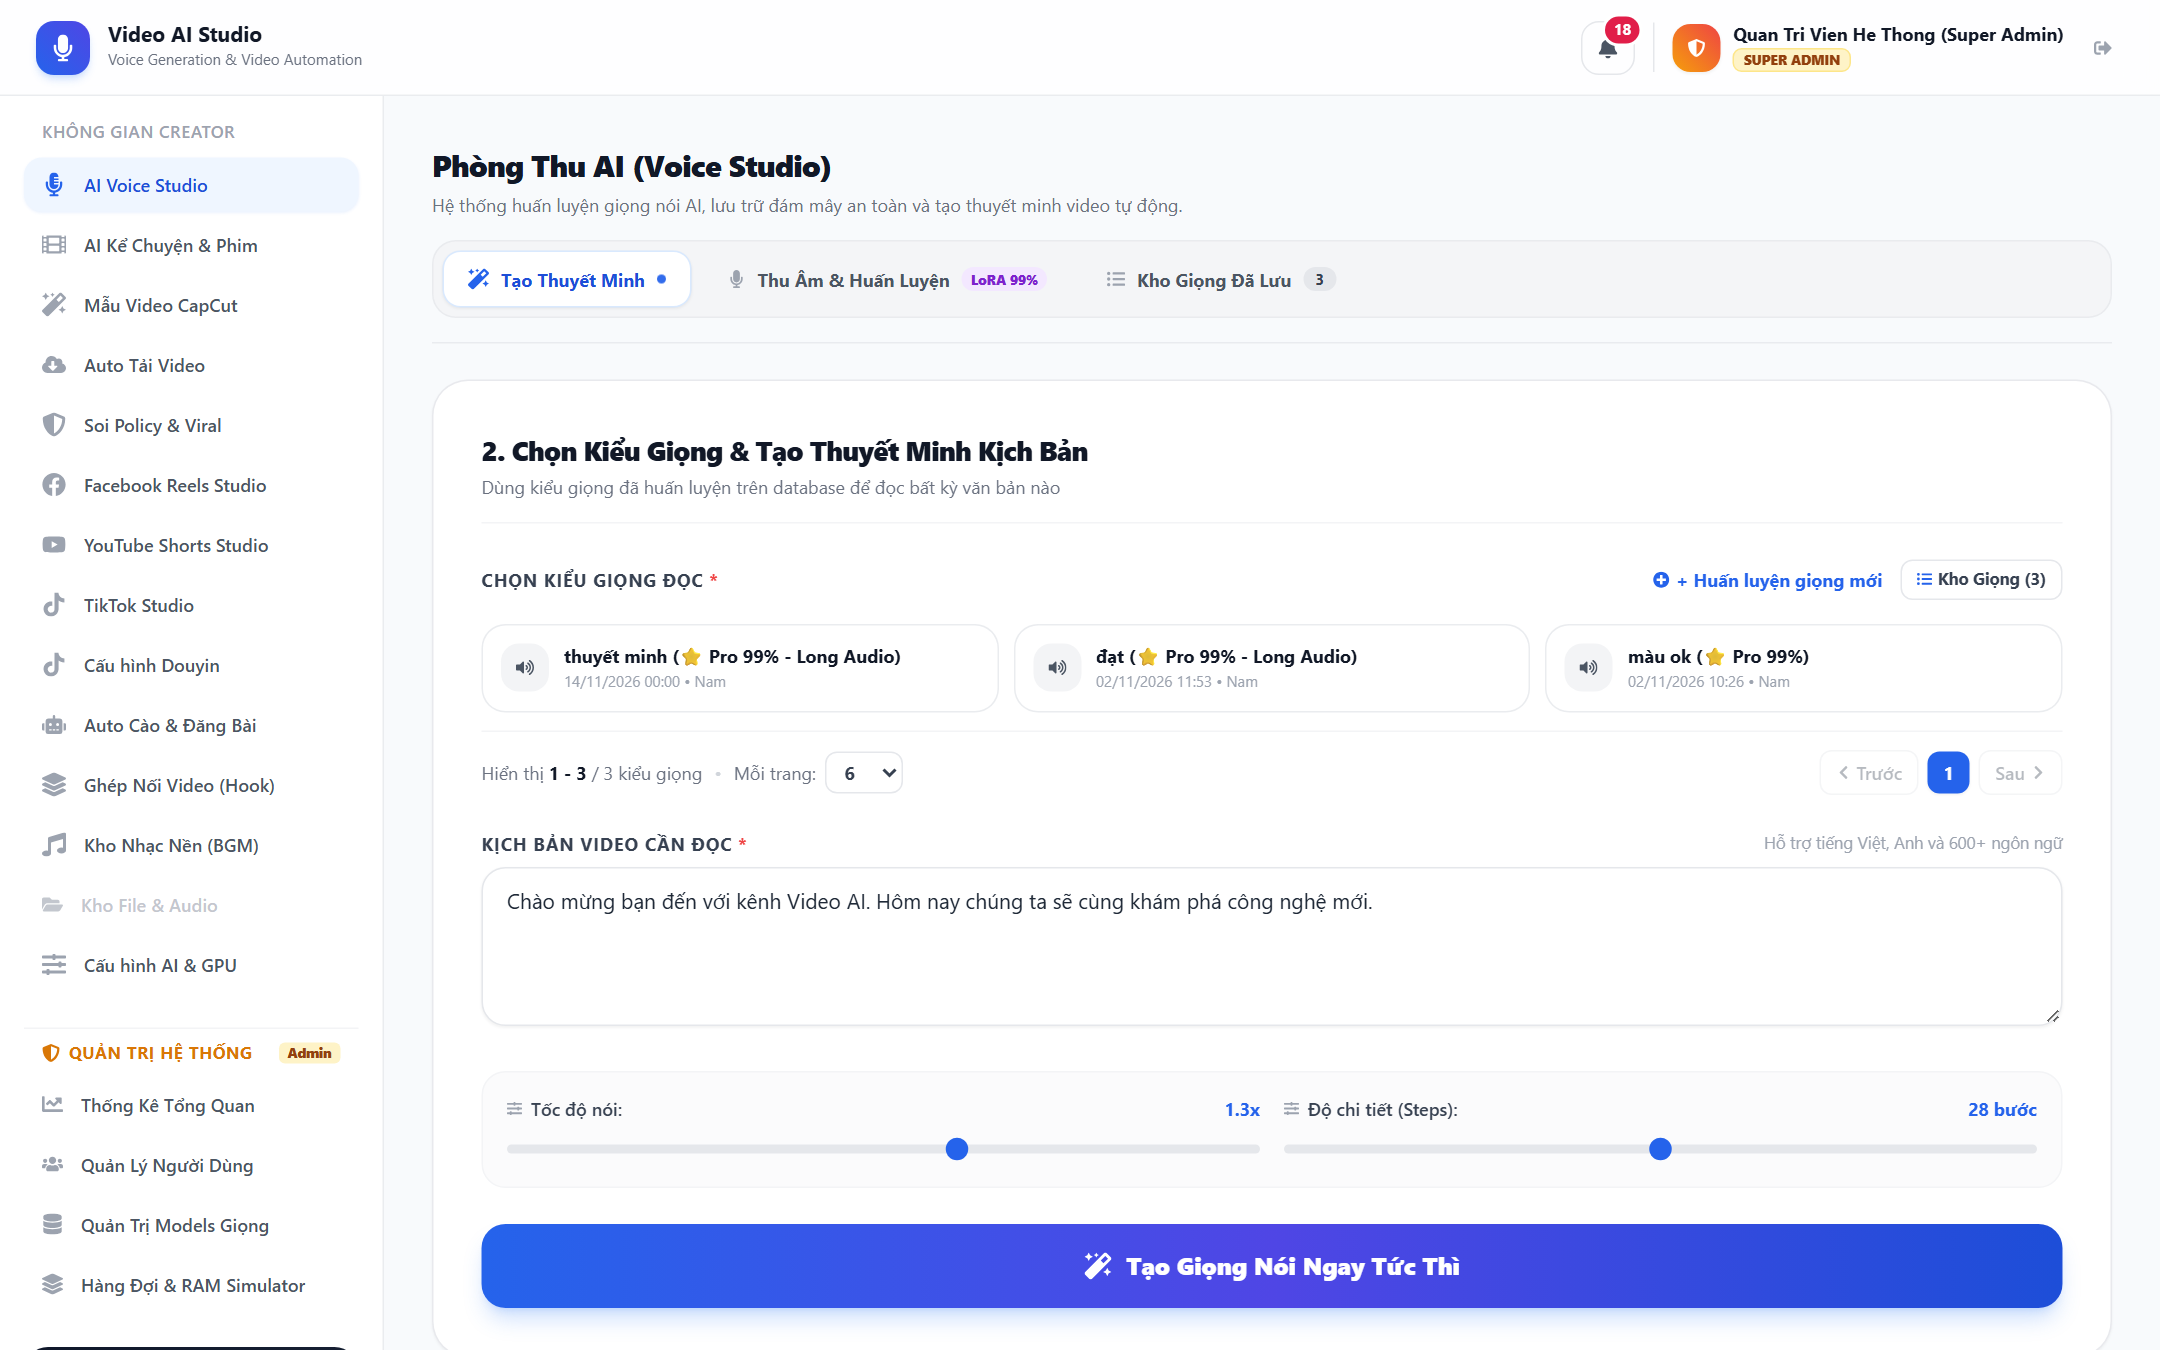 Video AI Studio
Voice Generation & Video Automation
18
Quan Tri Vien He Thong (Super Admin)
SUPER ADMIN
KHÔNG GIAN CREATOR
AI Voice Studio
AI Kể Chuyện & Phim
Mẫu Video CapCut
Auto Tải Video
Soi Policy & Viral
Facebook Reels Studio
YouTube Shorts Studio
TikTok Studio
Cấu hình Douyin
Auto Cào & Đăng Bài
Ghép Nối Video (Hook)
Kho Nhạc Nền (BGM)
Kho File & Audio
Cấu hình AI & GPU
QUẢN TRỊ HỆ THỐNG Admin
Thống Kê Tổng Quan
Quản Lý Người Dùng
Quản Trị Models Giọng
Hàng Đợi & RAM Simulator
Phòng Thu AI (Voice Studio)
Hệ thống huấn luyện giọng nói AI, lưu trữ đám mây an toàn và tạo thuyết minh video tự động.
Tạo Thuyết Minh Thu Âm & Huấn Luyện LoRA 99% Kho Giọng Đã Lưu 3
2. Chọn Kiểu Giọng & Tạo Thuyết Minh Kịch Bản
Dùng kiểu giọng đã huấn luyện trên database để đọc bất kỳ văn bản nào
CHỌN KIỂU GIỌNG ĐỌC * + Huấn luyện giọng mới Kho Giọng (3)
thuyết minh (⭐ Pro 99% - Long Audio)
14/11/2026 00:00 • Nam
đạt (⭐ Pro 99% - Long Audio)
02/11/2026 11:53 • Nam
màu ok (⭐ Pro 99%)
02/11/2026 10:26 • Nam
Hiển thị 1 - 3 / 3 kiểu giọng • Mỗi trang: 6 Trước 1 Sau
KỊCH BẢN VIDEO CẦN ĐỌC * Hỗ trợ tiếng Việt, Anh và 600+ ngôn ngữ
Chào mừng bạn đến với kênh Video AI. Hôm nay chúng ta sẽ cùng khám phá công nghệ mới.
Tốc độ nói: 1.3x Độ chi tiết (Steps): 28 bước
Tạo Giọng Nói Ngay Tức Thì